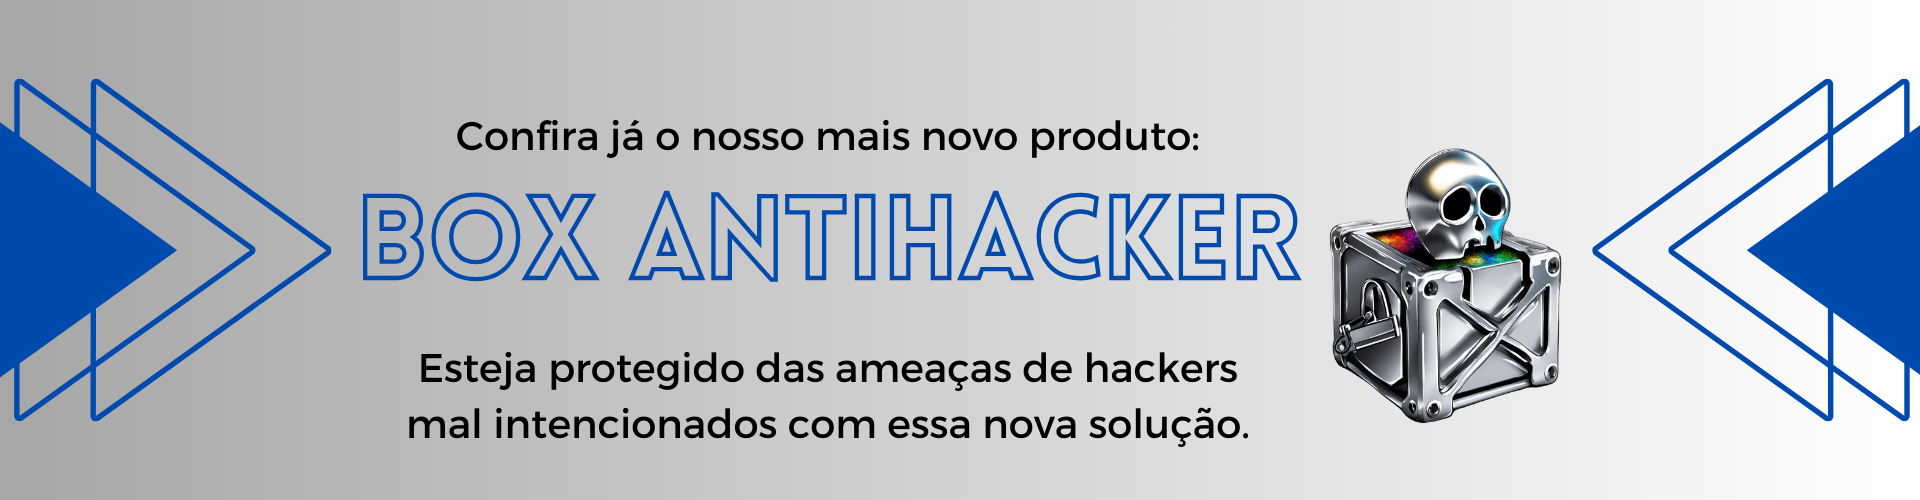 Confira já o nosso mais novo produto:
BOX ANTIHACKER
Esteja protegido das ameaças de hackers
mal intencionados com essa nova solução.